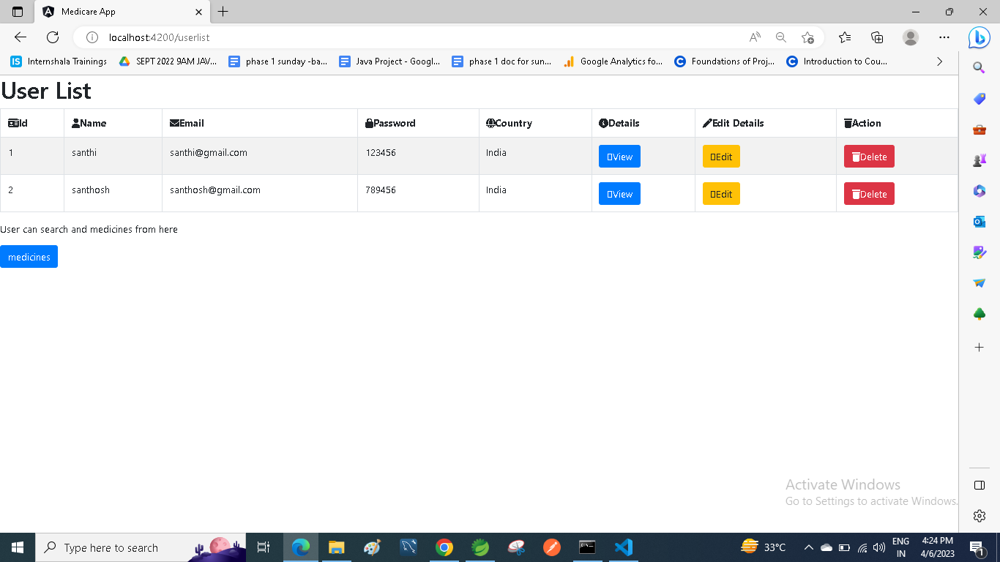 Medicare App
localhost:4200/userlist
Internshala Trainings SEPT 2022 9AM JAV... phase 1 sunday -ba... Java Project - Googl... phase 1 doc for sun... Google Analytics fo... Foundations of Proj... Introduction to Cou...
User List
Id Name Email Password Country Details Edit Details Action
1 santhi santhi@gmail.com 123456 India View Edit Delete
2 santhosh santhosh@gmail.com 789456 India View Edit Delete
User can search and medicines from here
medicines
Activate Windows
Go to Settings to activate Windows.
Type here to search
33°C
ENG
IN
4:24 PM
4/6/2023
1